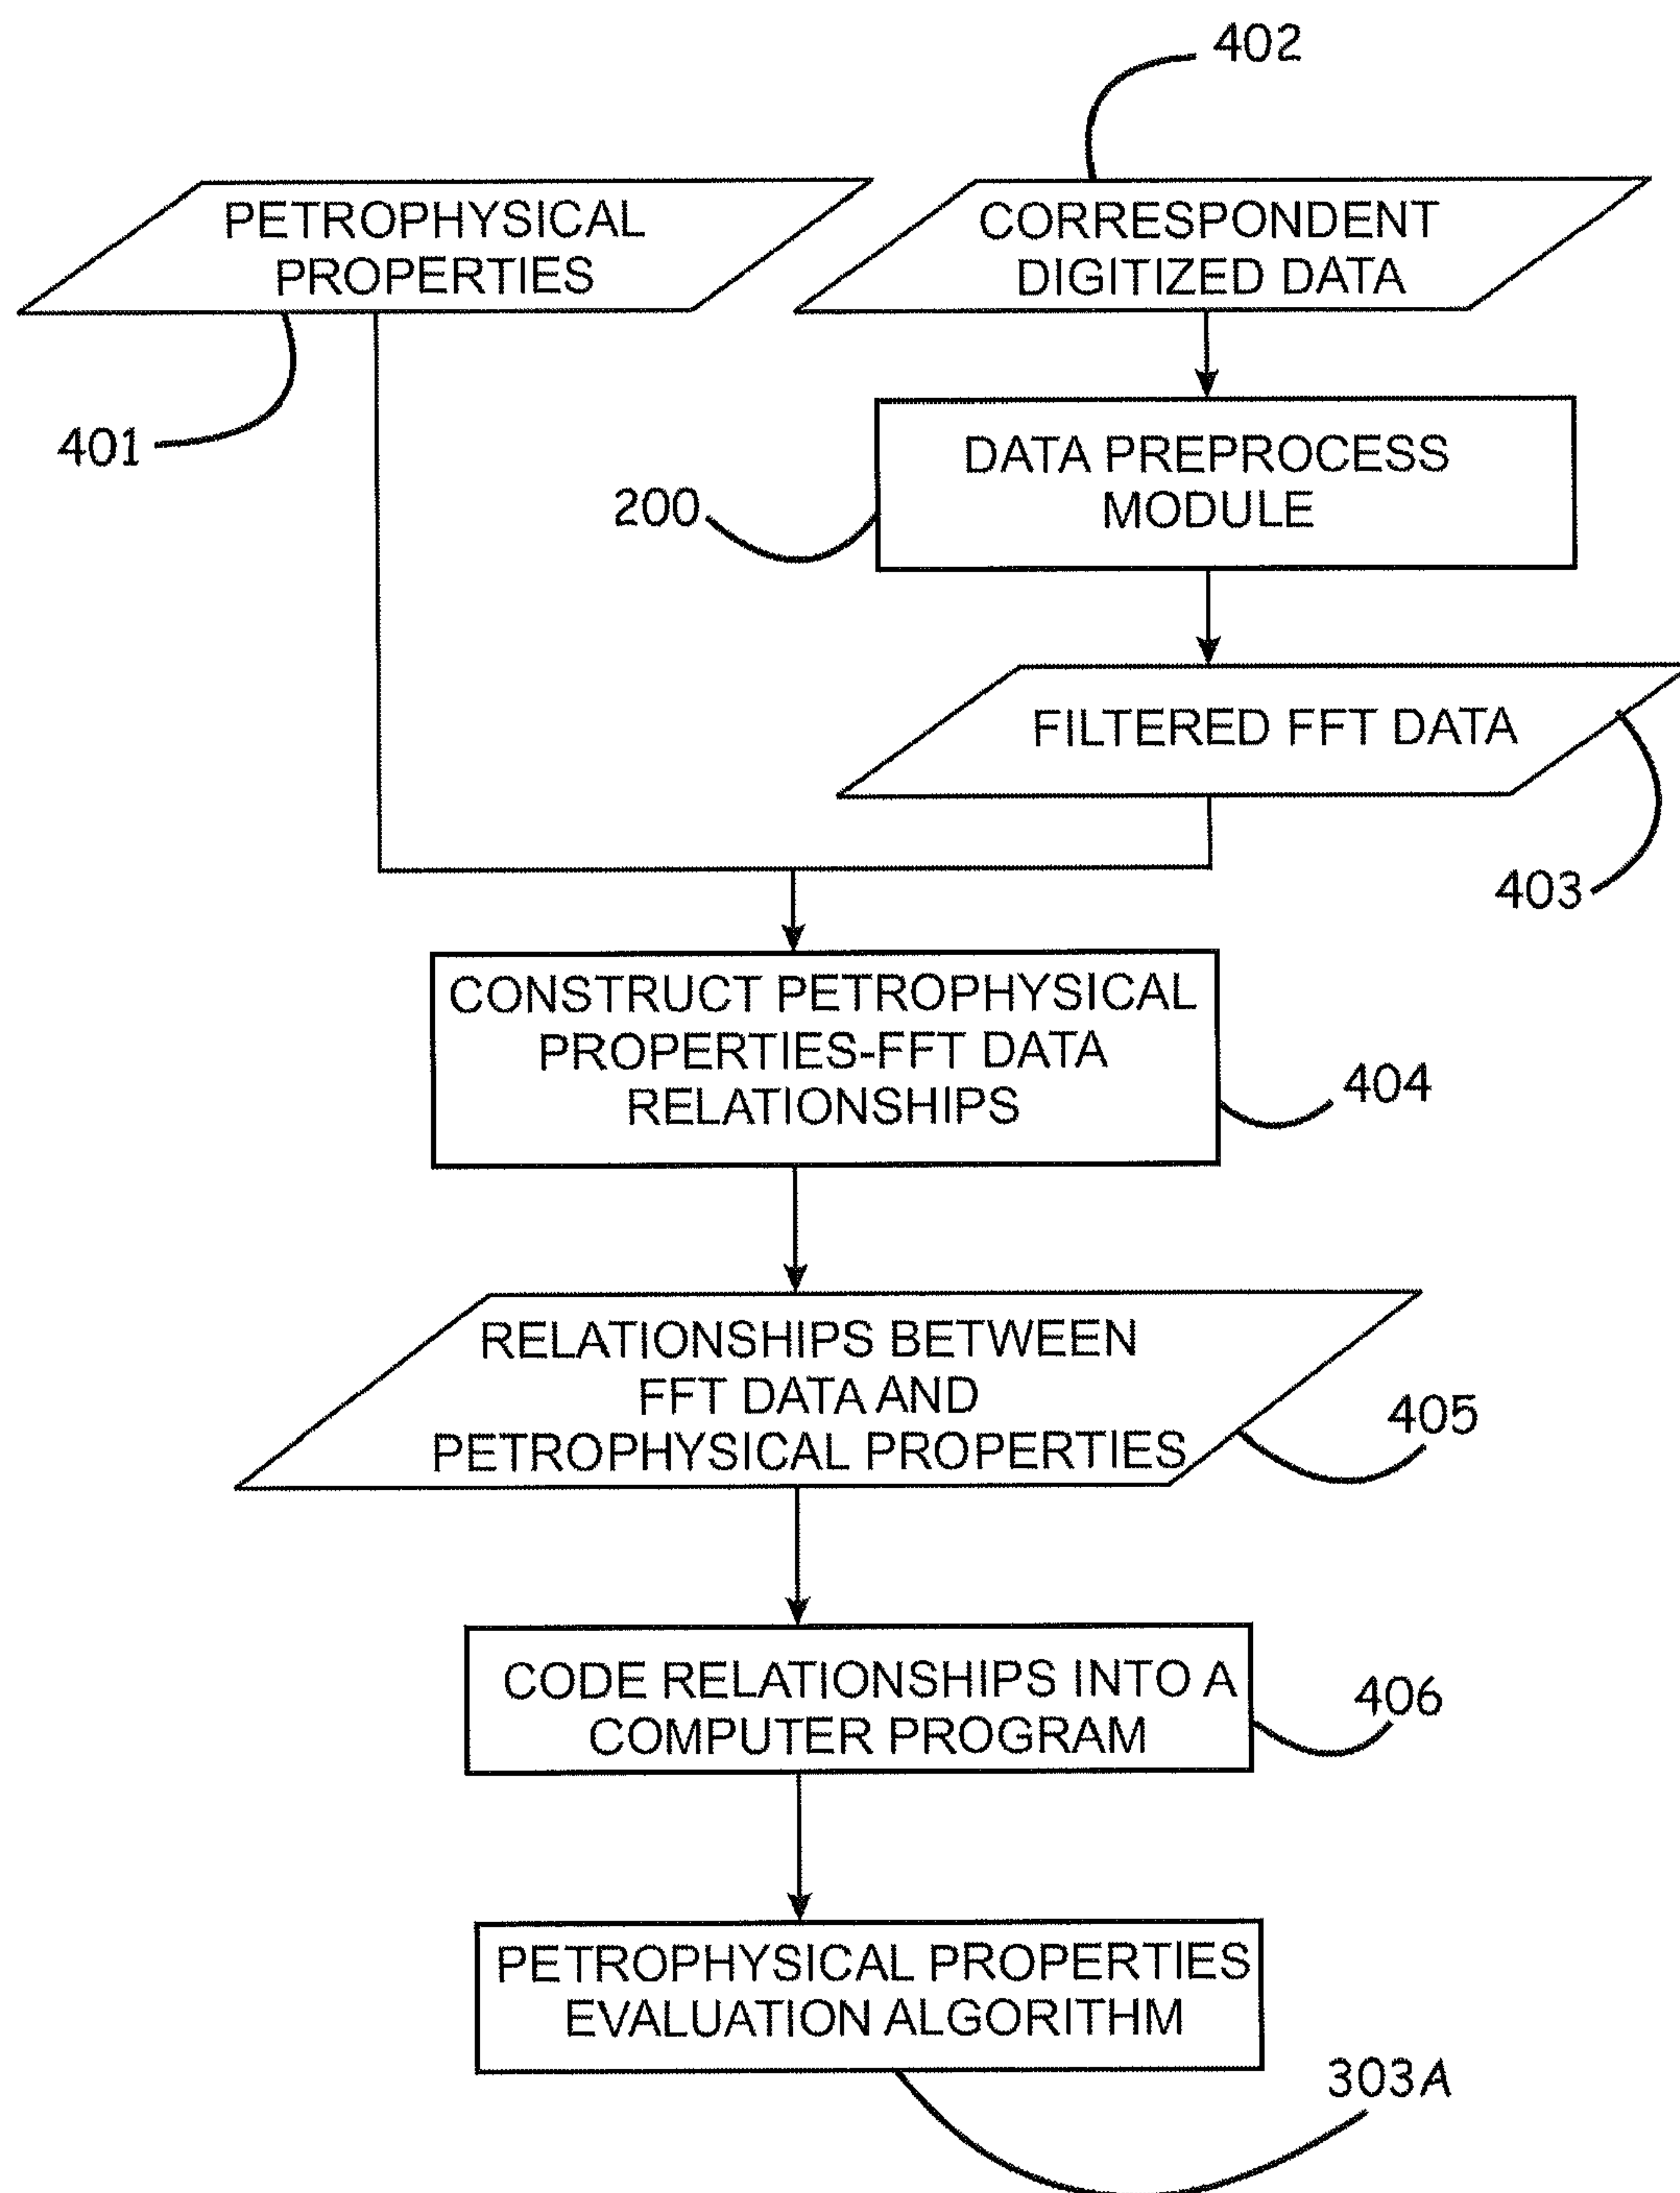 402
PETROPHYSICAL
PROPERTIES
CORRESPONDENT
DIGITIZED DATA
401
DATA PREPROCESS
MODULE
200
FILTERED FFT DATA
403
CONSTRUCT PETROPHYSICAL
PROPERTIES-FFT DATA
RELATIONSHIPS
404
RELATIONSHIPS BETWEEN
FFT DATA AND
PETROPHYSICAL PROPERTIES
405
CODE RELATIONSHIPS INTO A
COMPUTER PROGRAM
406
PETROPHYSICAL PROPERTIES
EVALUATION ALGORITHM
303A